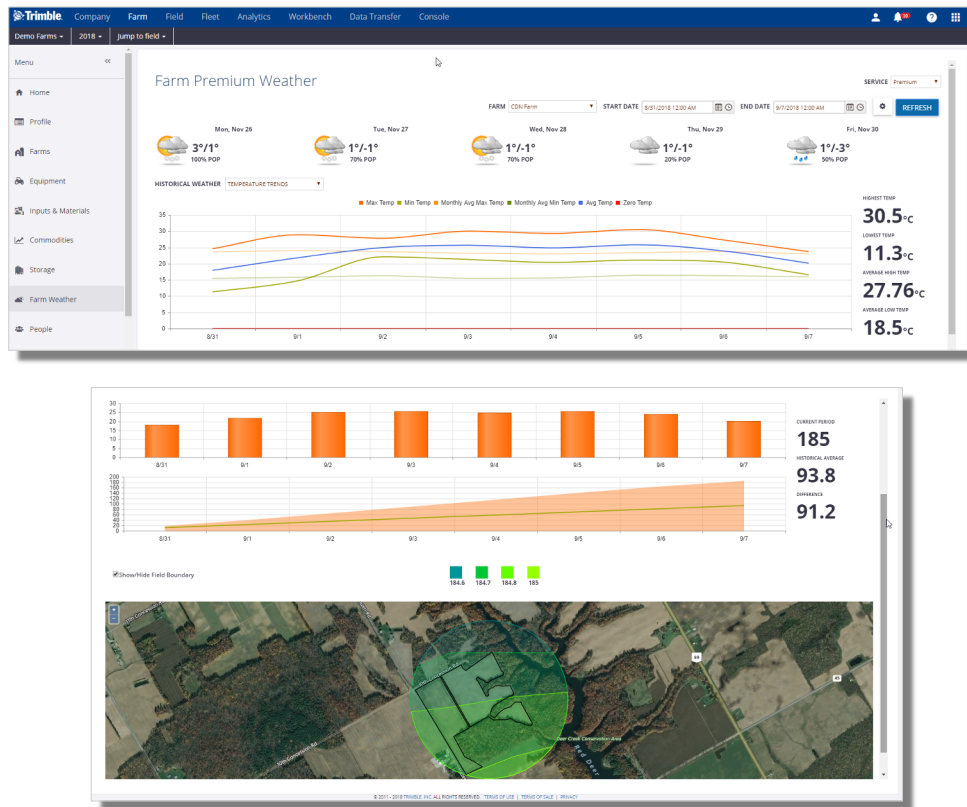 Trimble. Company Farm Field Fleet Analytics Workbench Data Transfer Console
Demo Farms 2018 Jump to field
Menu
Home
Profile
Farms
Equipment
Inputs & Materials
Commodities
Storage
Farm Weather
People
Farm Premium Weather
SERVICE Premium
FARM CDN Farm START DATE 8/31/2018 12:00 AM END DATE 9/7/2018 12:00 AM REFRESH
Mon, Nov 26 Tue, Nov 27 Wed, Nov 28 Thu, Nov 29 Fri, Nov 30
3°/1° 1°/-1° 1°/-1° 1°/-1° 1°/-3°
100% POP 70% POP 70% POP 20% POP 50% POP
HISTORICAL WEATHER TEMPERATURE TRENDS
Max Temp Min Temp Monthly Avg Max Temp Monthly Avg Min Temp Avg Temp Zero Temp
35
30
25
20
15
10
5
0
8/31 9/1 9/2 9/3 9/4 9/5 9/6 9/7
HIGHEST TEMP
30.5°C
LOWEST TEMP
11.3°C
AVERAGE HIGH TEMP
27.76°C
AVERAGE LOW TEMP
18.5°C
30
25
20
15
10
5
0
8/31 9/1 9/2 9/3 9/4 9/5 9/6 9/7
200
180
160
140
120
100
80
60
40
20
0
8/31 9/1 9/2 9/3 9/4 9/5 9/6 9/7
CURRENT PERIOD
185
HISTORICAL AVERAGE
93.8
DIFFERENCE
91.2
Show/Hide Field Boundary
184.6 184.7 184.8 185
10th Concession Rd
Deer Creek Conservation Area
Red Deer
45
© 2011 - 2018 TRIMBLE, INC. ALL RIGHTS RESERVED. TERMS OF USE | TERMS OF SALE | PRIVACY